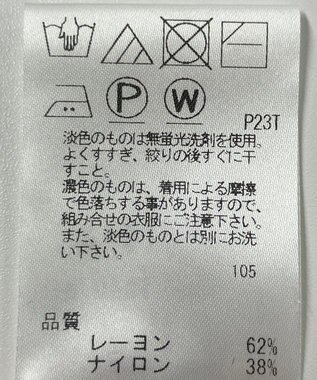 P W
P23T
淡色のものは無蛍光洗剤を使用。
よくすすぎ、絞りの後すぐに干
すこと。
濃色のものは、着用による摩擦
で色落ちする事がありますので、
組み合せの衣服にご注意下さい。
また、淡色のものとは別にお洗
い下さい。
105
品質
レーヨン 62%
ナイロン 38%